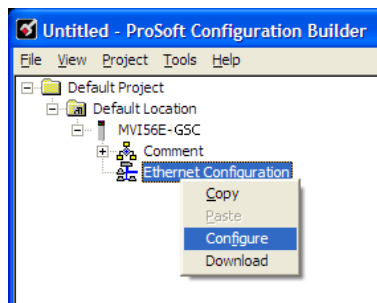 Untitled - ProSoft Configuration Builder
File View Project Tools Help
Default Project
Default Location
MVI56E-GSC
Comment
Ethernet Configuration
Copy
Paste
Configure
Download